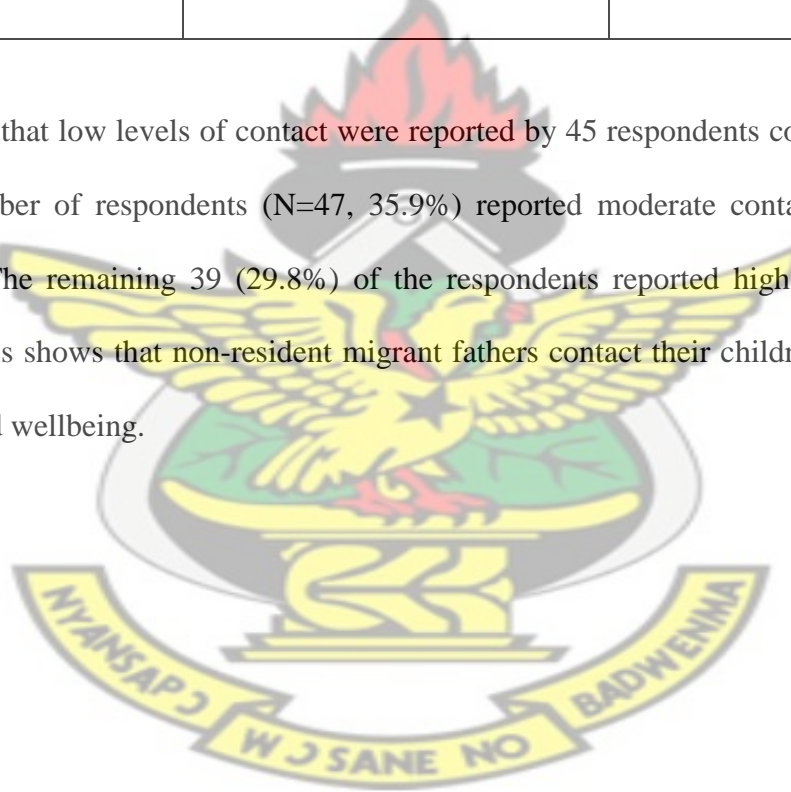 that low levels of contact were reported by 45 respondents co
ber of respondents (N=47, 35.9%) reported moderate conta
he remaining 39 (29.8%) of the respondents reported high
s shows that non-resident migrant fathers contact their childr
wellbeing.
NYANSAPƆ WƆSANE NO BADWENMA